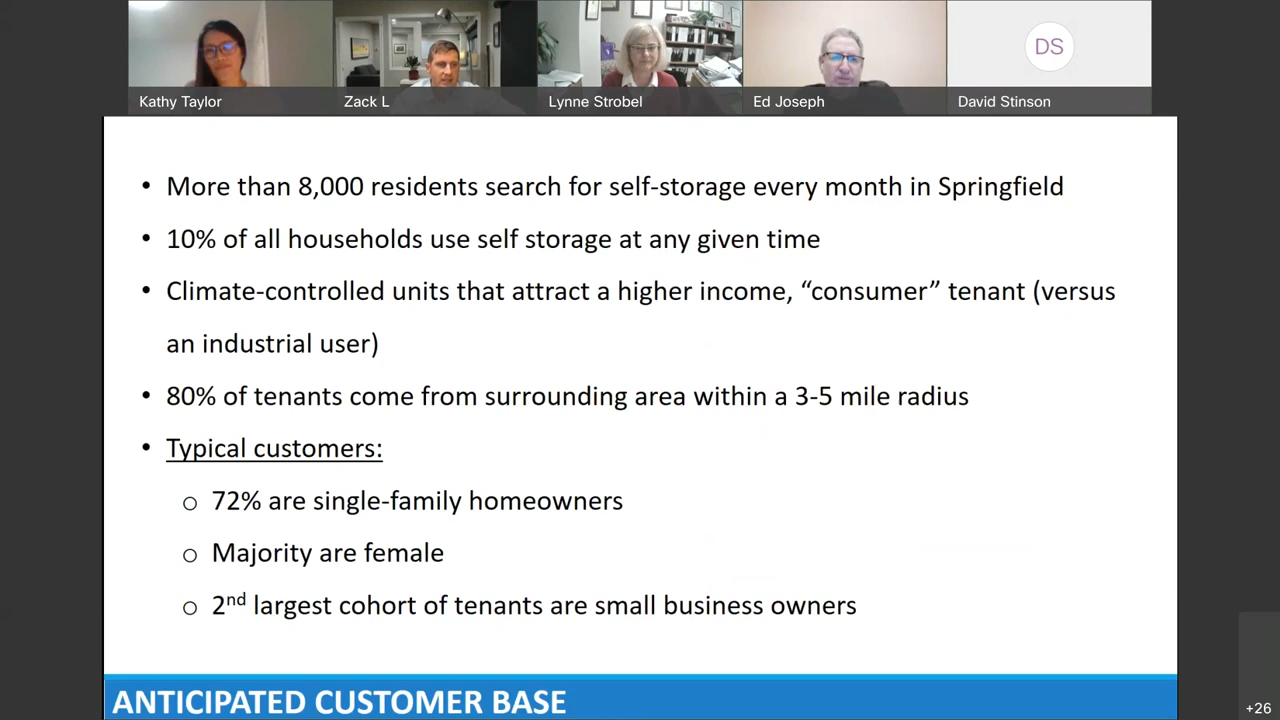 DS
Kathy Taylor
Zack L
Lynne Strobel
Ed Joseph
David Stinson
• More than 8,000 residents search for self-storage every month in Springfield
• 10% of all households use self storage at any given time
• Climate-controlled units that attract a higher income, “consumer” tenant (versus
an industrial user)
• 80% of tenants come from surrounding area within a 3-5 mile radius
• Typical customers:
o 72% are single-family homeowners
o Majority are female
o 2nd largest cohort of tenants are small business owners
ANTICIPATED CUSTOMER BASE
+26